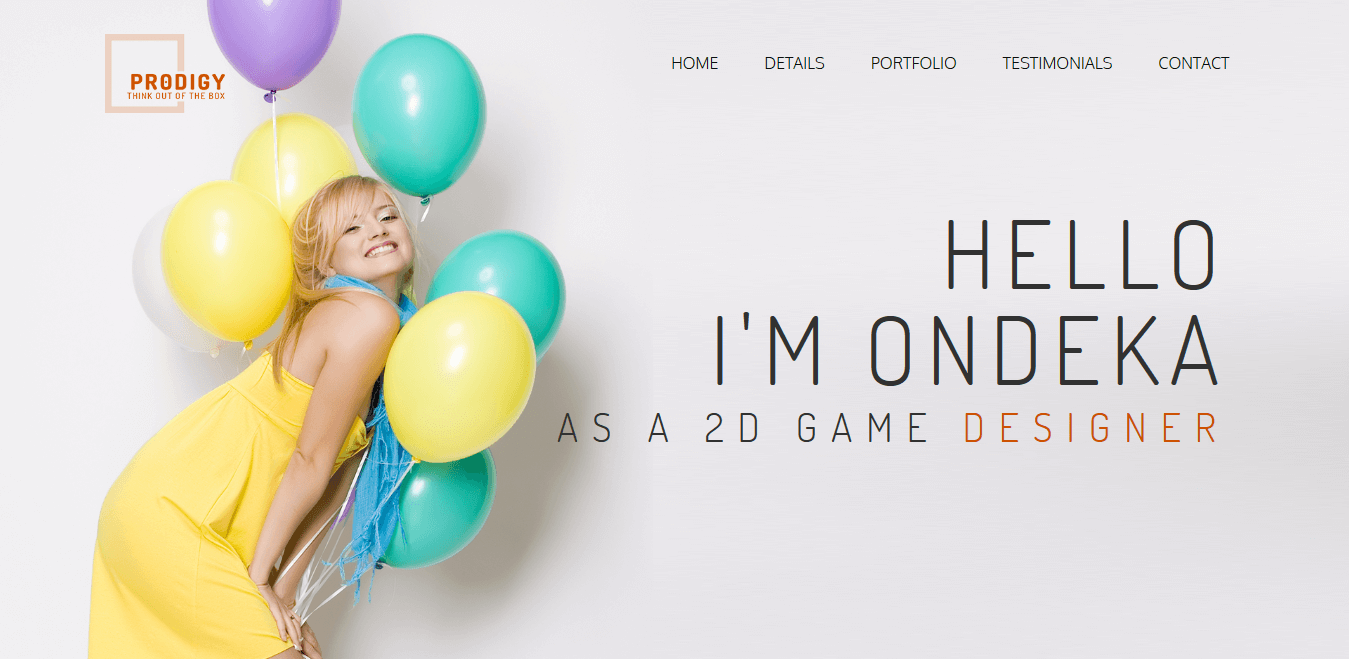 PRODIGY
THINK OUT OF THE BOX
HOME DETAILS PORTFOLIO TESTIMONIALS CONTACT
HELLO
I'M ONDEKA
AS A 2D GAME DESIGNER